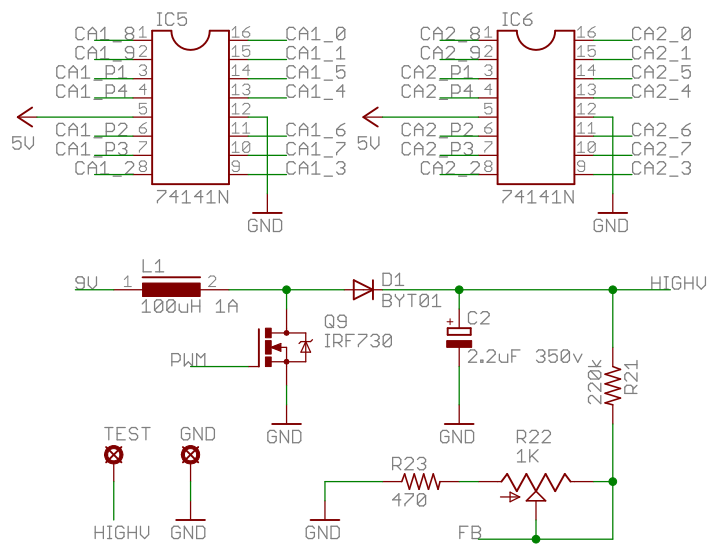 IC5
CA1_8 1 16 CA1_0
CA1_9 2 15 CA1_1
CA1_P1 3 14 CA1_5
CA1_P4 4 13 CA1_4
5V 5 12
CA1_P2 6 11 CA1_6
CA1_P3 7 10 CA1_7
CA1_2 8 9 CA1_3
74141N
GND
IC6
CA2_8 1 16 CA2_0
CA2_9 2 15 CA2_1
CA2_P1 3 14 CA2_5
CA2_P4 4 13 CA2_4
5V 5 12
CA2_P2 6 11 CA2_6
CA2_P3 7 10 CA2_7
CA2_2 8 9 CA2_3
74141N
GND
L1
9V 1 2
100uH 1A
D1
BYT01
HIGHV
Q9
IRF730
PWM
GND
C2
+
2.2uF 350v
GND
220k
R21
TEST
HIGHV
GND
GND
R23
470
GND
R22
1K
FB